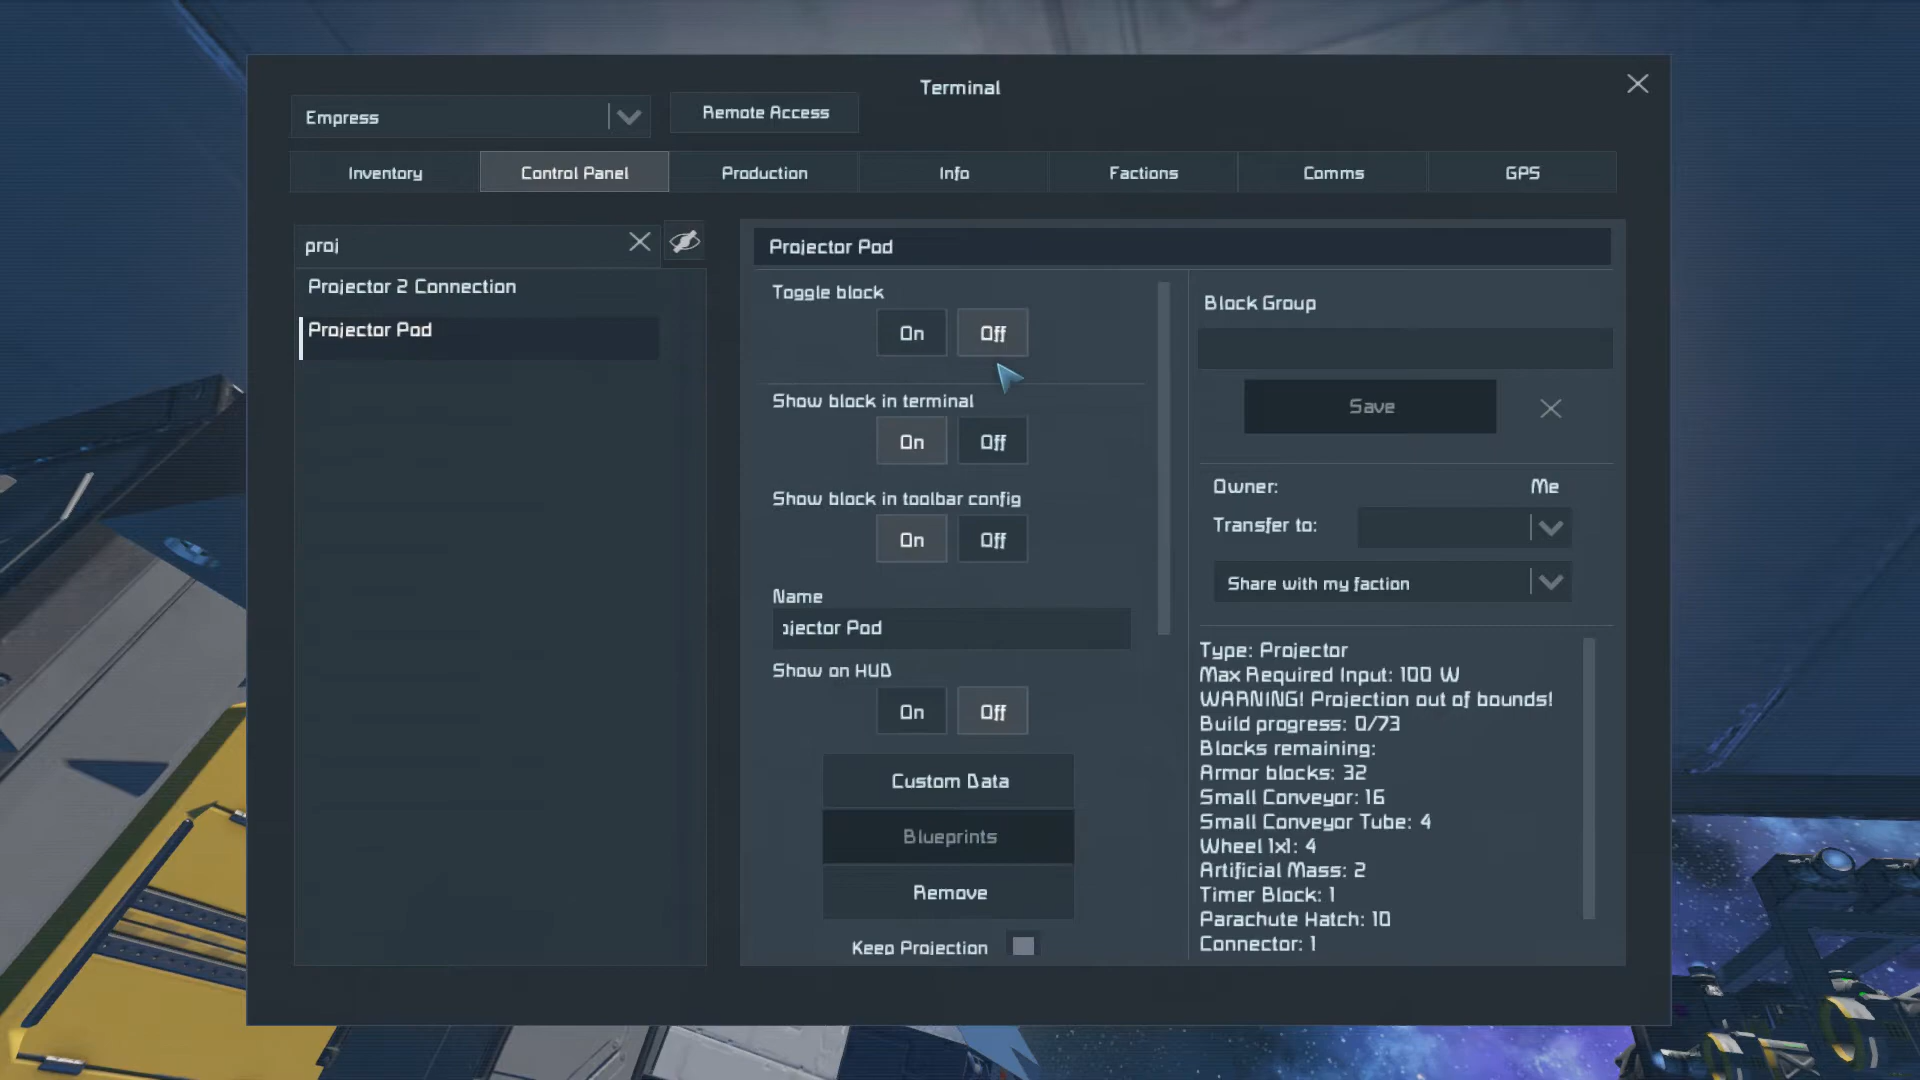 Terminal
Empress
Remote Access
Inventory
Control Panel
Production
Info
Factions
Comms
GPS
proj
Projector 2 Connection
Projector Pod
Projector Pod
Toggle block
On
Off
Show block in terminal
On
Off
Show block in toolbar config
On
Off
Name
ojector Pod
Show on HUD
On
Off
Custom Data
Blueprints
Remove
Keep Projection
Block Group
Save
Owner:
Me
Transfer to:
Share with my faction
Type: Projector
Max Required Input: 100 W
WARNING! Projection out of bounds!
Build progress: 0/73
Blocks remaining:
Armor blocks: 32
Small Conveyor: 16
Small Conveyor Tube: 4
Wheel 1x1: 4
Artificial Mass: 2
Timer Block: 1
Parachute Hatch: 10
Connector: 1